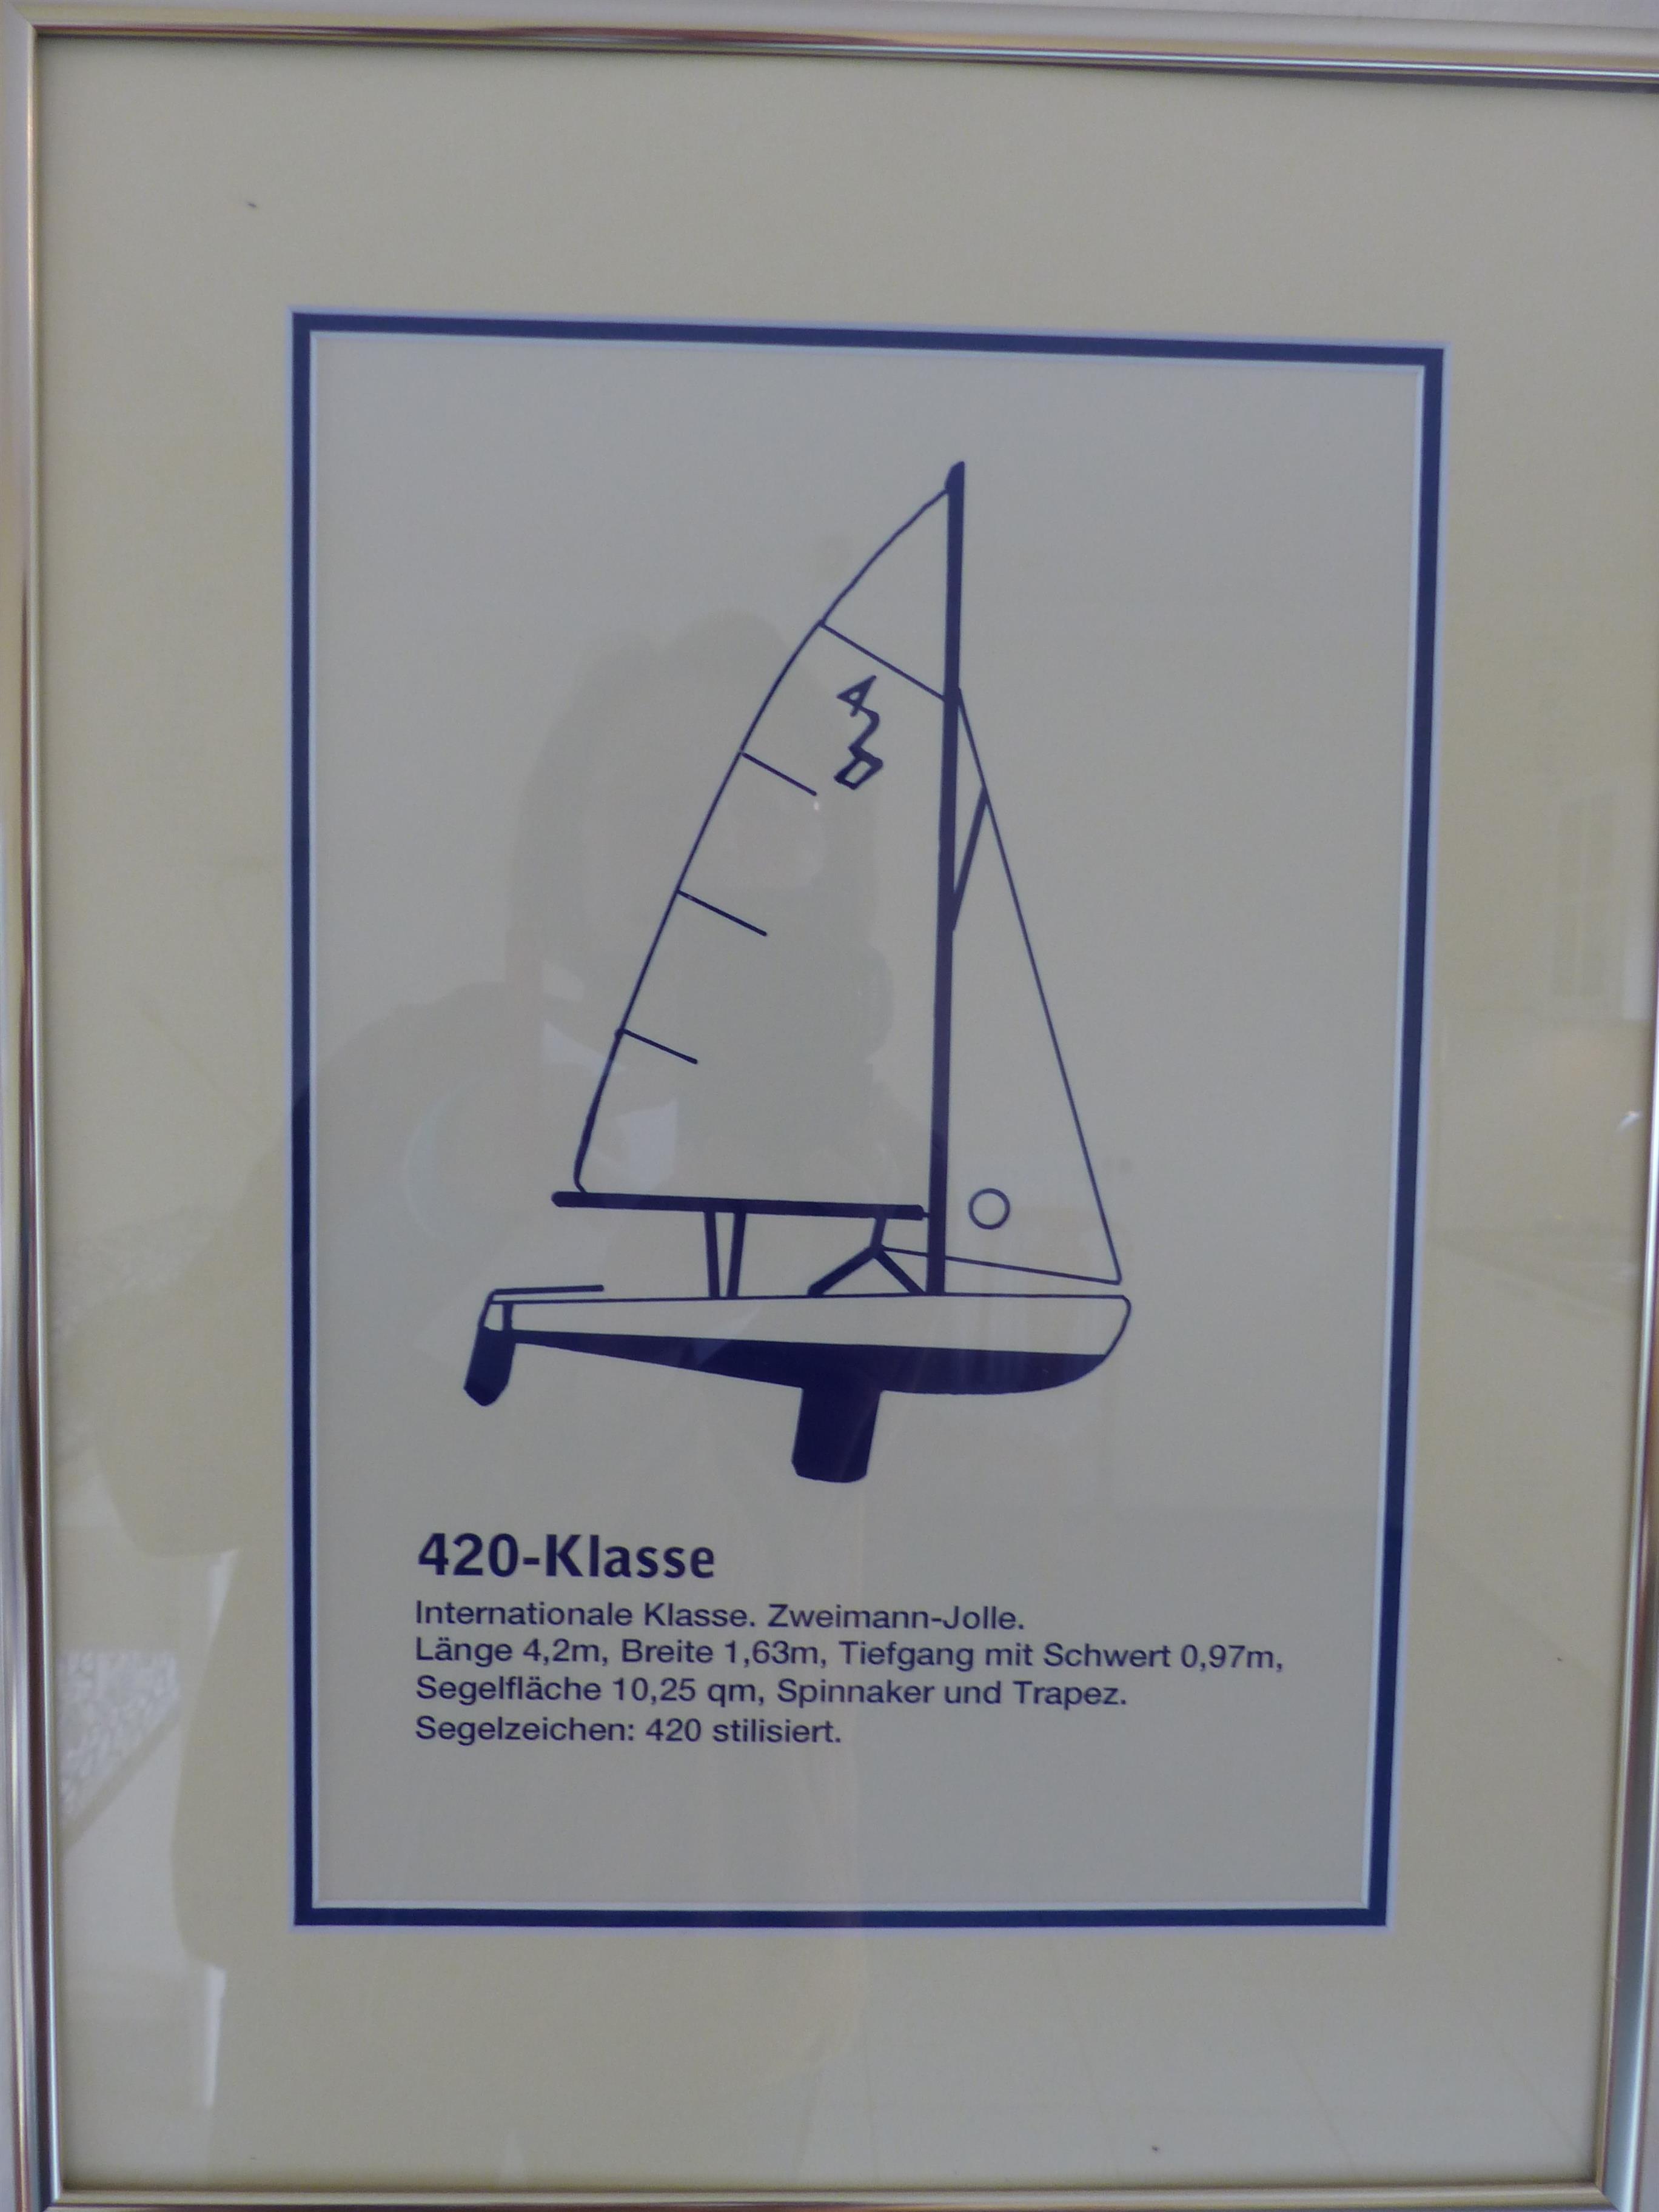 420
420-Klasse
Internationale Klasse. Zweimann-Jolle.
Länge 4,2m, Breite 1,63m, Tiefgang mit Schwert 0,97m,
Segelfläche 10,25 qm, Spinnaker und Trapez.
Segelzeichen: 420 stilisiert.